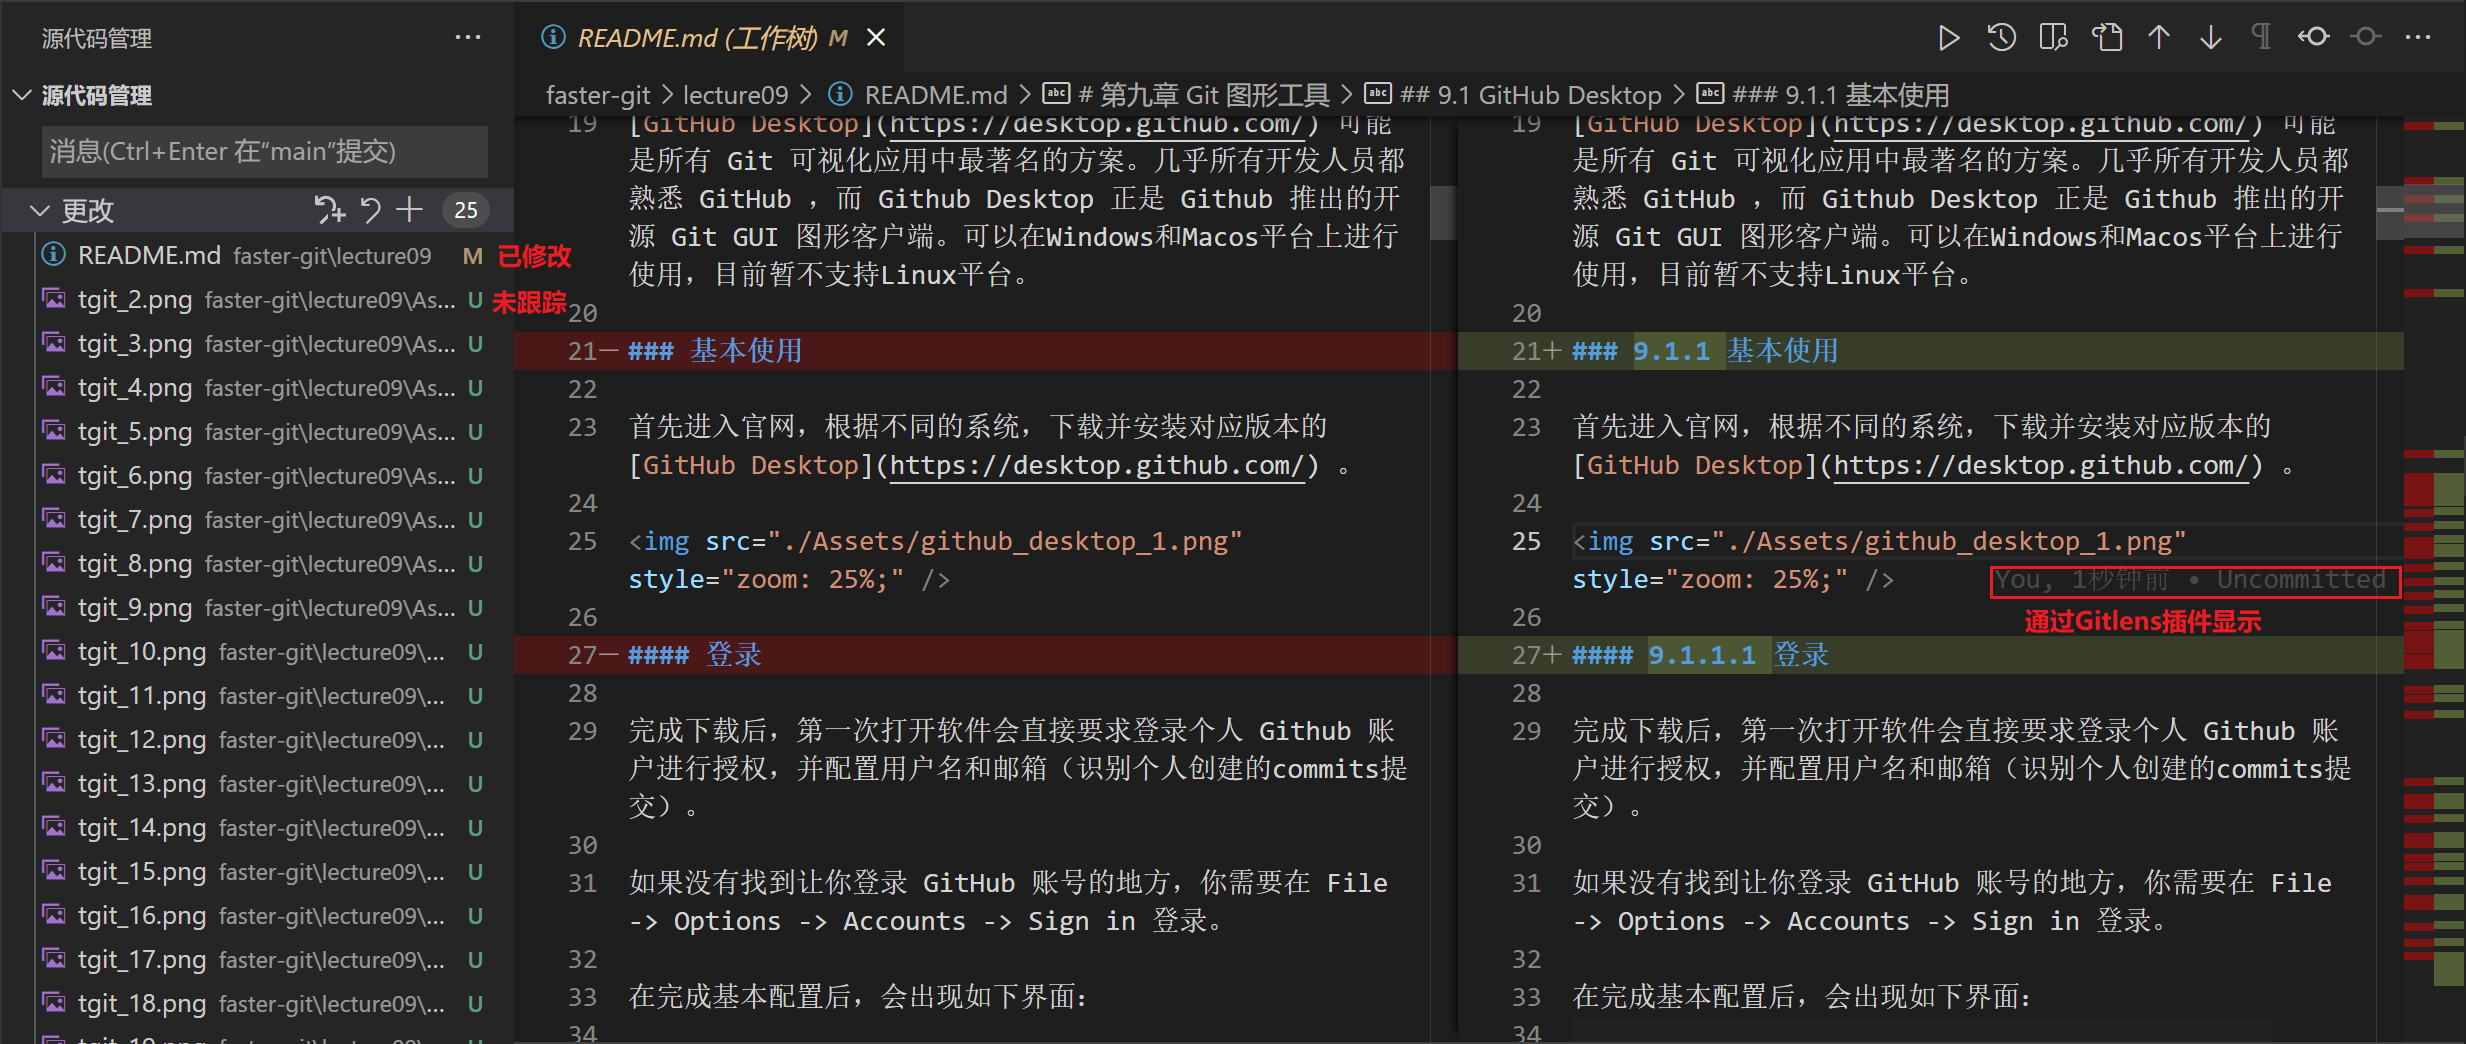 源代码管理
README.md (工作树) M
源代码管理
faster-git > lecture09 > README.md > # 第九章 Git 图形工具 > ## 9.1 GitHub Desktop > ### 9.1.1 基本使用
消息(Ctrl+Enter 在“main”提交)
更改 25
README.md faster-git\lecture09 M 已修改
tgit_2.png faster-git\lecture09\As... U 未跟踪
tgit_3.png faster-git\lecture09\As... U
tgit_4.png faster-git\lecture09\As... U
tgit_5.png faster-git\lecture09\As... U
tgit_6.png faster-git\lecture09\As... U
tgit_7.png faster-git\lecture09\As... U
tgit_8.png faster-git\lecture09\As... U
tgit_9.png faster-git\lecture09\As... U
tgit_10.png faster-git\lecture09\... U
tgit_11.png faster-git\lecture09\... U
tgit_12.png faster-git\lecture09\... U
tgit_13.png faster-git\lecture09\... U
tgit_14.png faster-git\lecture09\... U
tgit_15.png faster-git\lecture09\... U
tgit_16.png faster-git\lecture09\... U
tgit_17.png faster-git\lecture09\... U
tgit_18.png faster-git\lecture09\... U
19 [GitHub Desktop](https://desktop.github.com/) 可能
是所有 Git 可视化应用中最著名的方案。几乎所有开发人员都
熟悉 GitHub ，而 Github Desktop 正是 Github 推出的开
源 Git GUI 图形客户端。可以在Windows和Macos平台上进行
使用，目前暂不支持Linux平台。
20
21— ### 基本使用
22
23 首先进入官网，根据不同的系统，下载并安装对应版本的
[GitHub Desktop](https://desktop.github.com/) 。
24
25 <img src="./Assets/github_desktop_1.png"
style="zoom: 25%;" />
26
27— #### 登录
28
29 完成下载后，第一次打开软件会直接要求登录个人 Github 账
户进行授权，并配置用户名和邮箱（识别个人创建的commits提
交）。
30
31 如果没有找到让你登录 GitHub 账号的地方，你需要在 File
-> Options -> Accounts -> Sign in 登录。
32
33 在完成基本配置后，会出现如下界面：
34
19 [GitHub Desktop](https://desktop.github.com/) 可能
是所有 Git 可视化应用中最著名的方案。几乎所有开发人员都
熟悉 GitHub ，而 Github Desktop 正是 Github 推出的开
源 Git GUI 图形客户端。可以在Windows和Macos平台上进行
使用，目前暂不支持Linux平台。
20
21+ ### 9.1.1 基本使用
22
23 首先进入官网，根据不同的系统，下载并安装对应版本的
[GitHub Desktop](https://desktop.github.com/) 。
24
25 <img src="./Assets/github_desktop_1.png"
style="zoom: 25%;" /> You, 1秒钟前 • Uncommitted
26 通过Gitlens插件显示
27+ #### 9.1.1.1 登录
28
29 完成下载后，第一次打开软件会直接要求登录个人 Github 账
户进行授权，并配置用户名和邮箱（识别个人创建的commits提
交）。
30
31 如果没有找到让你登录 GitHub 账号的地方，你需要在 File
-> Options -> Accounts -> Sign in 登录。
32
33 在完成基本配置后，会出现如下界面：
34